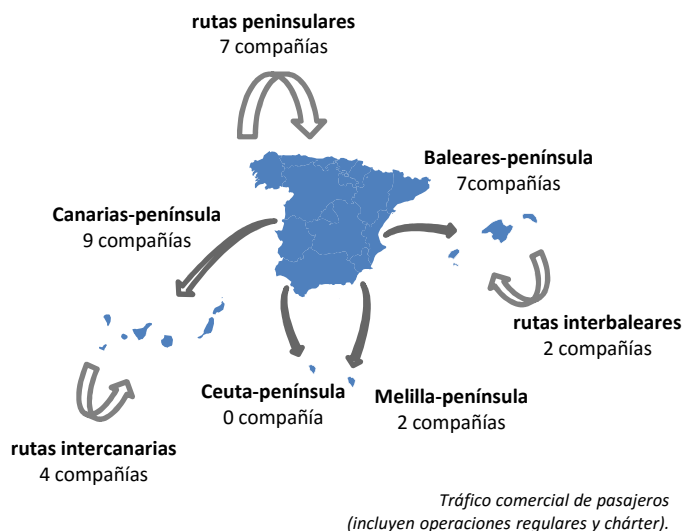 rutas peninsulares
7 compañías
Baleares-península
7compañías
Canarias-península
9 compañías
rutas interbaleares
2 compañías
Ceuta-península
0 compañía
Melilla-península
2 compañías
rutas intercanarias
4 compañías
Tráfico comercial de pasajeros
(incluyen operaciones regulares y chárter).